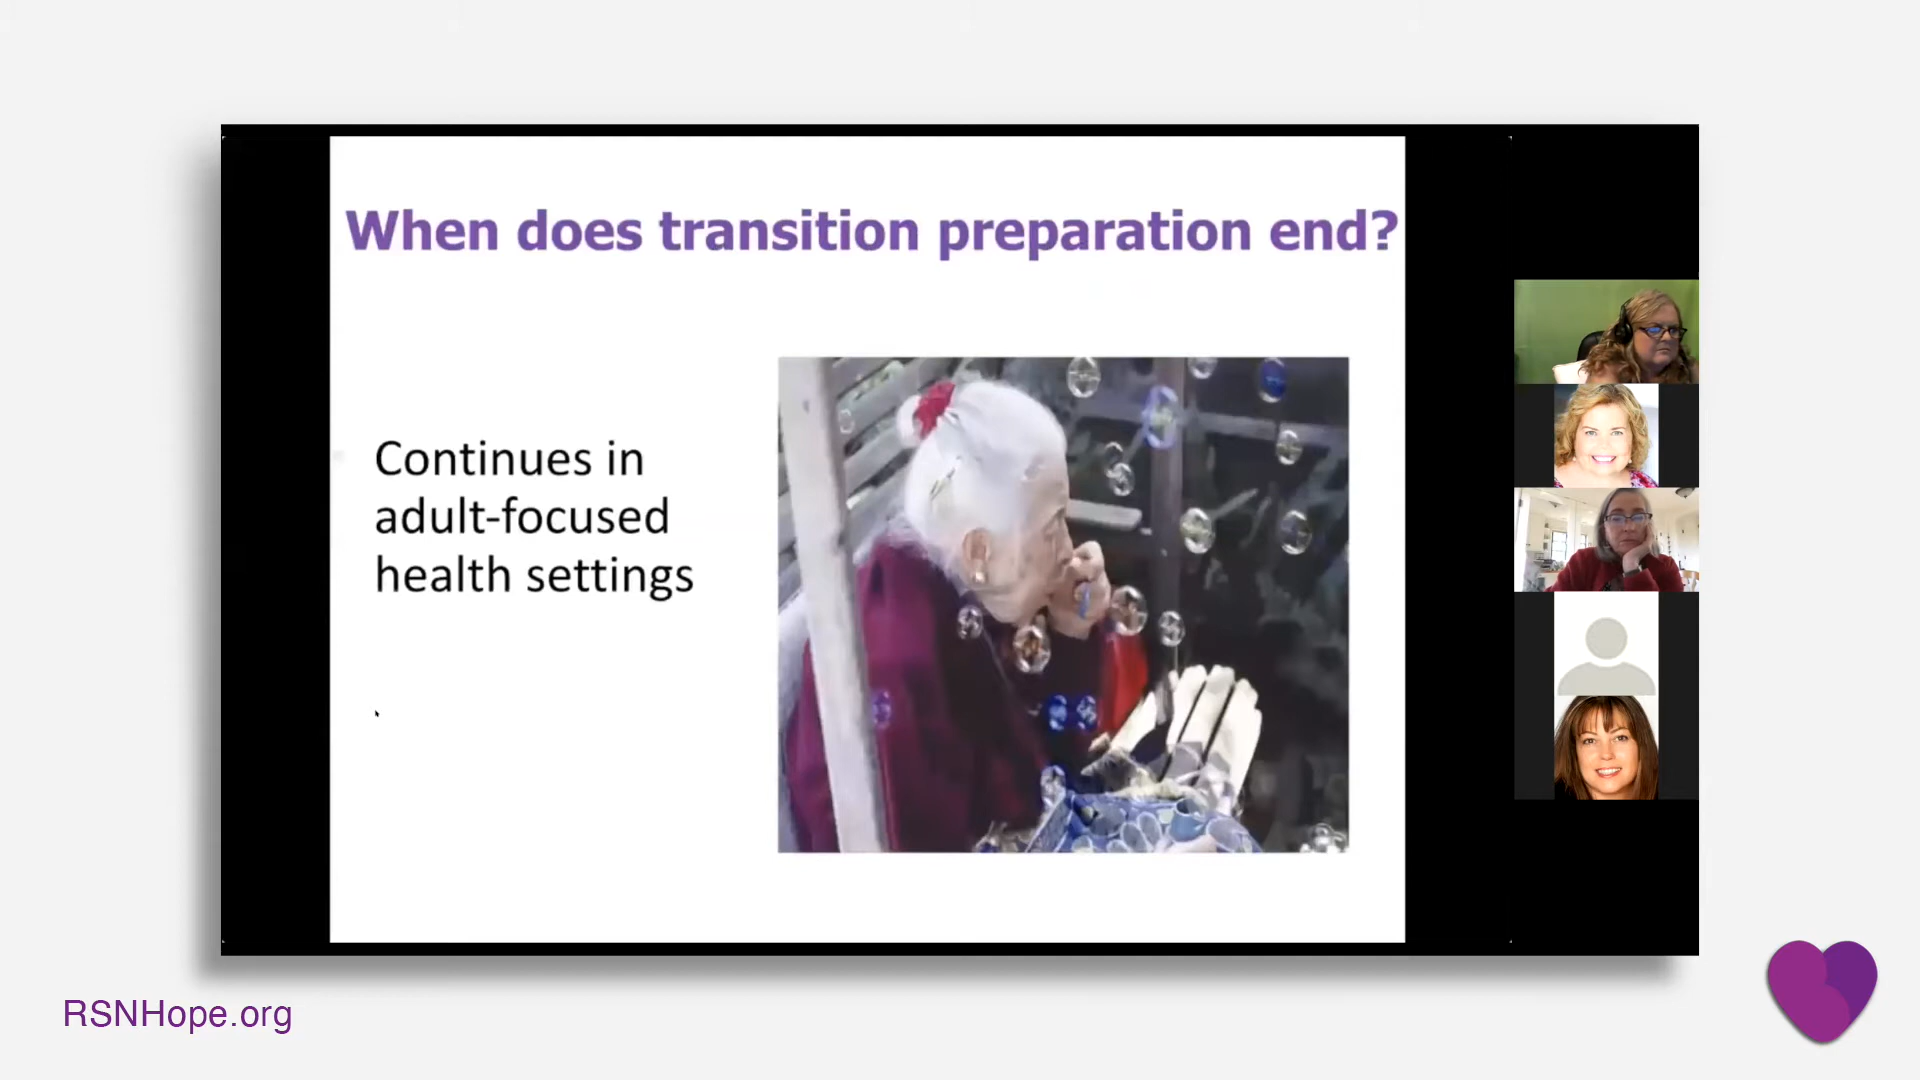 When does transition preparation end?
Continues in
adult-focused
health settings
RSNHope.org